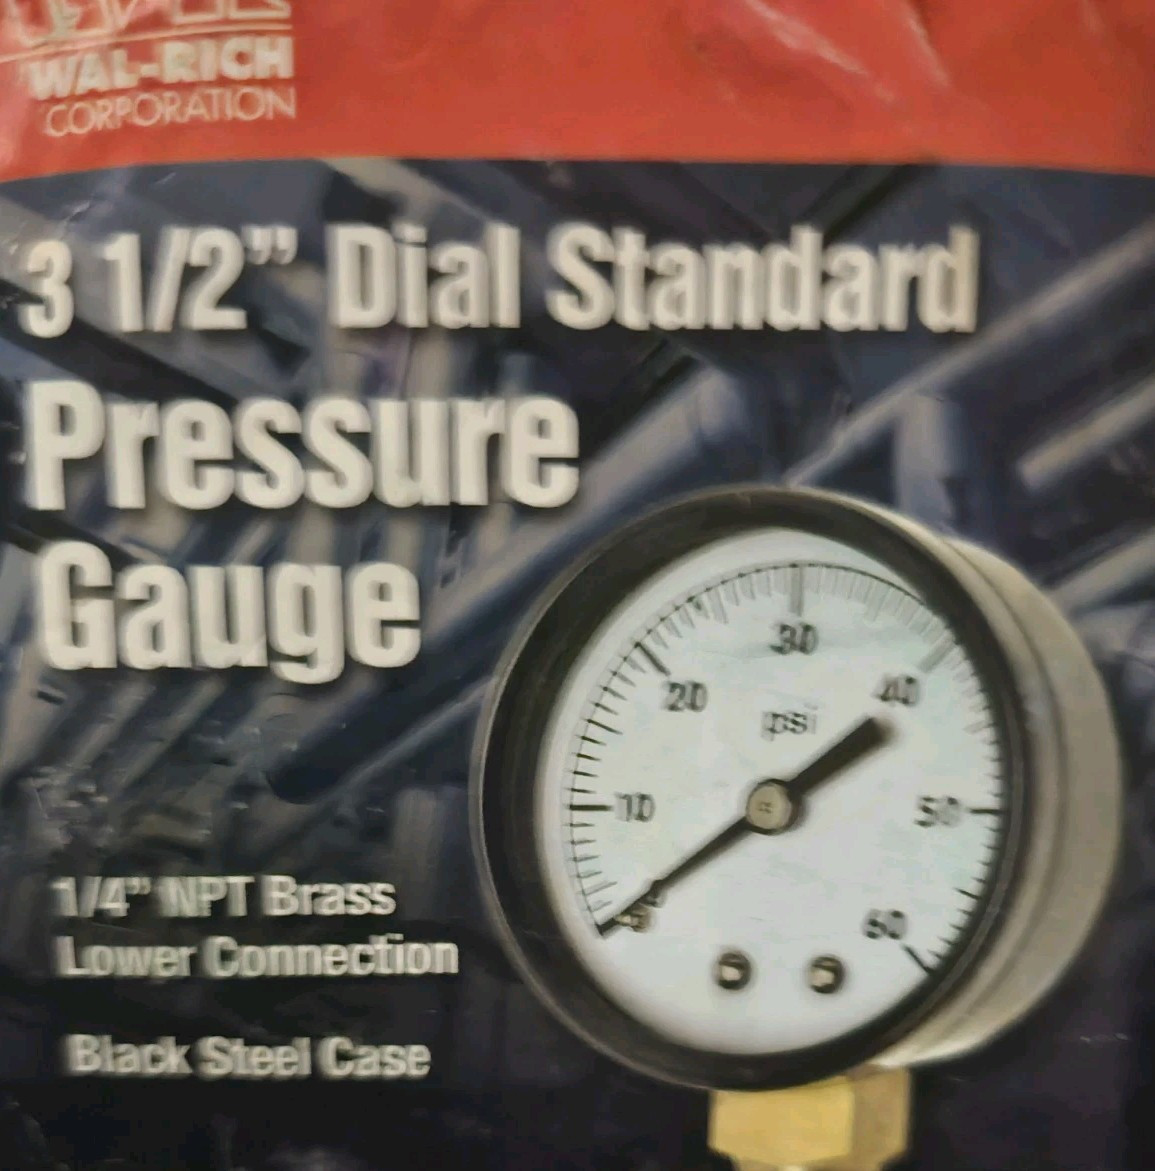 WAL-RICH
CORPORATION
3 1/2” Dial Standard
Pressure
Gauge
30
20
40
psi
10
50
60
1/4” NPT Brass
Lower Connection
Black Steel Case